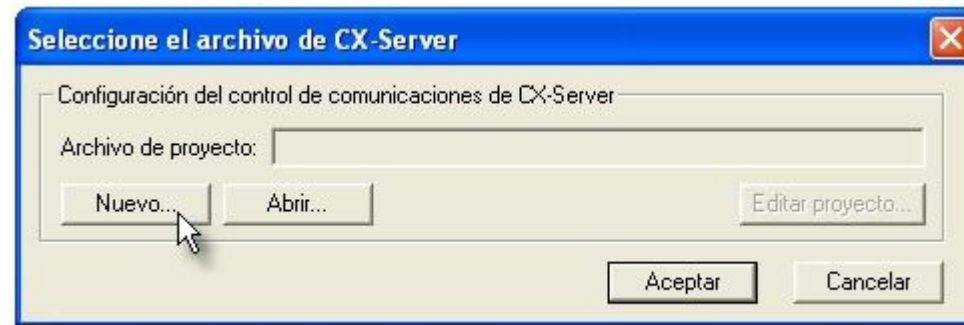 Seleccione el archivo de CX-Server
Configuración del control de comunicaciones de CX-Server
Archivo de proyecto:
Nuevo... Abrir... Editar proyecto...
Aceptar Cancelar